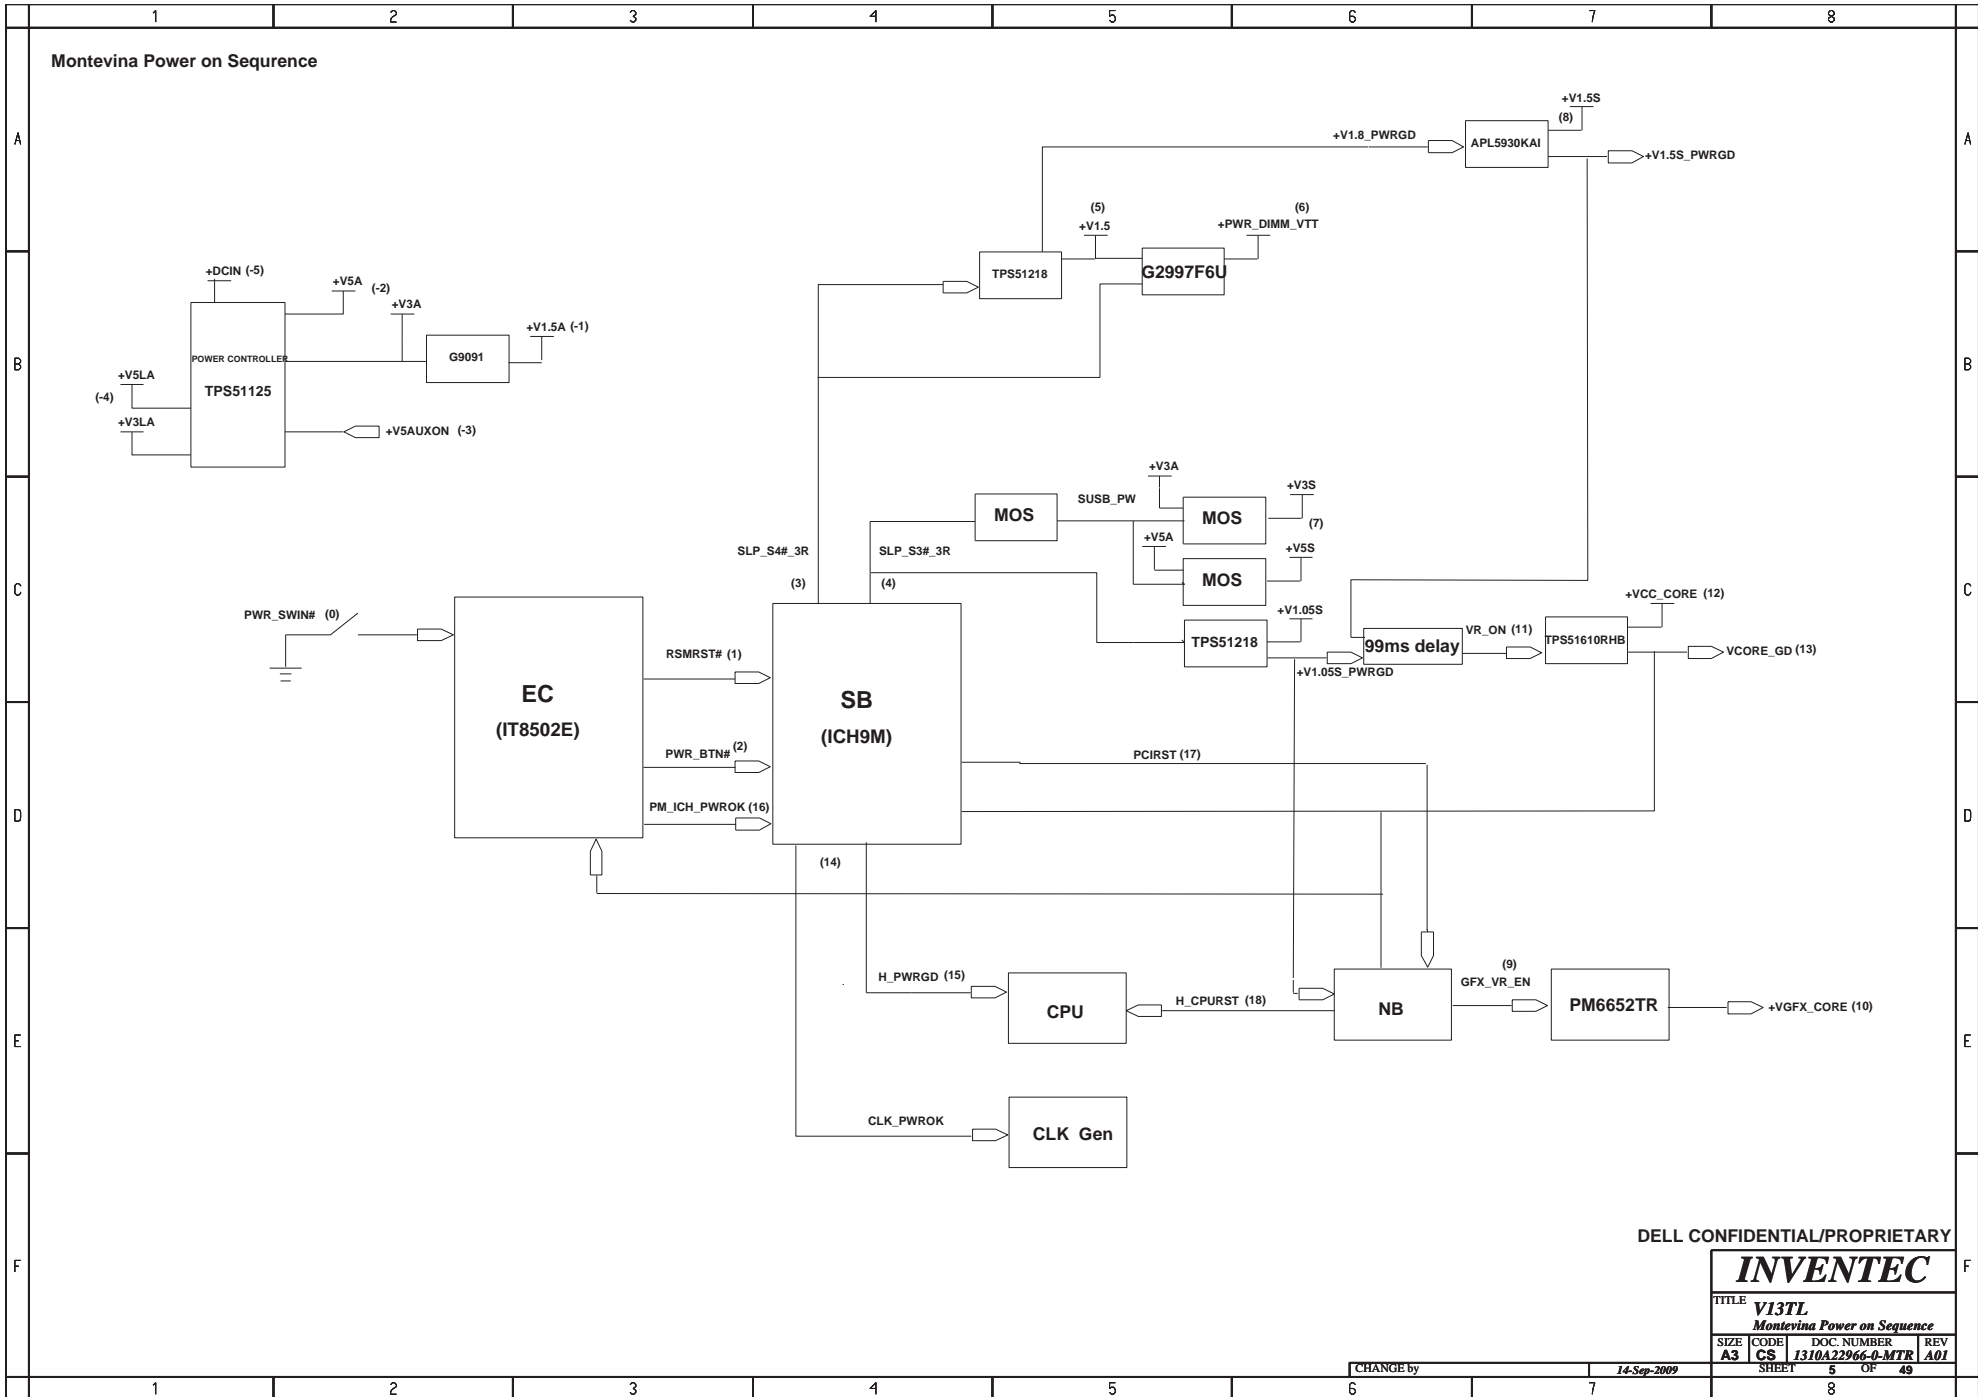 1 2 3 4 5 6 7 8
Montevina Power on Sequrence
A
A
+V1.5S
(8)
+V1.8_PWRGD
APL5930KAI
+V1.5S_PWRGD
(5)
+V1.5
(6)
+PWR_DIMM_VTT
TPS51218
G2997F6U
+DCIN (-5)
+V5A
(-2)
+V3A
+V1.5A (-1)
B
B
POWER CONTROLLER
TPS51125
G9091
+V5LA
(-4)
+V3LA
+V5AUXON (-3)
+V3A
SUSB_PW
MOS
MOS
+V3S
(7)
+V5A
+V5S
MOS
SLP_S4#_3R
(3)
SLP_S3#_3R
(4)
C
C
PWR_SWIN# (0)
+V1.05S
TPS51218
+V1.05S_PWRGD
99ms delay
VR_ON (11)
+VCC_CORE (12)
TPS51610RHB
VCORE_GD (13)
RSMRST# (1)
EC
(IT8502E)
SB
(ICH9M)
PWR_BTN# (2)
PCIRST (17)
PM_ICH_PWROK (16)
D
D
(14)
H_PWRGD (15)
CPU
H_CPURST (18)
NB
(9)
GFX_VR_EN
PM6652TR
+VGFX_CORE (10)
E
E
CLK_PWROK
CLK Gen
DELL CONFIDENTIAL/PROPRIETARY
F
F
INVENTEC
TITLE
V13TL
Montevina Power on Sequence
SIZE CODE DOC. NUMBER REV
A3 CS 1310A22966-0-MTR A01
CHANGE by 14-Sep-2009 SHEET 5 OF 49
1 2 3 4 5 6 7 8